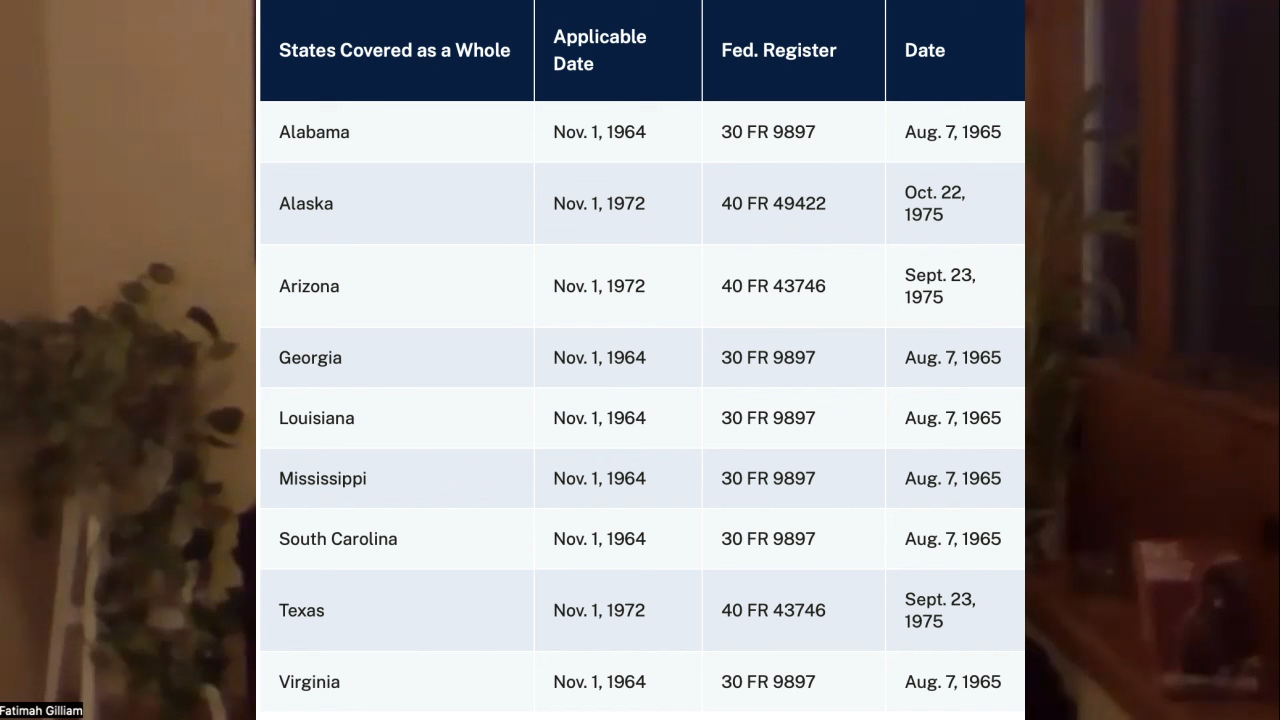 States Covered as a Whole
Applicable
Date
Fed. Register
Date
Alabama
Nov. 1, 1964
30 FR 9897
Aug. 7, 1965
Alaska
Nov. 1, 1972
40 FR 49422
Oct. 22,
1975
Arizona
Nov. 1, 1972
40 FR 43746
Sept. 23,
1975
Georgia
Nov. 1, 1964
30 FR 9897
Aug. 7, 1965
Louisiana
Nov. 1, 1964
30 FR 9897
Aug. 7, 1965
Mississippi
Nov. 1, 1964
30 FR 9897
Aug. 7, 1965
South Carolina
Nov. 1, 1964
30 FR 9897
Aug. 7, 1965
Texas
Nov. 1, 1972
40 FR 43746
Sept. 23,
1975
Virginia
Nov. 1, 1964
30 FR 9897
Aug. 7, 1965
Fatimah Gilliam